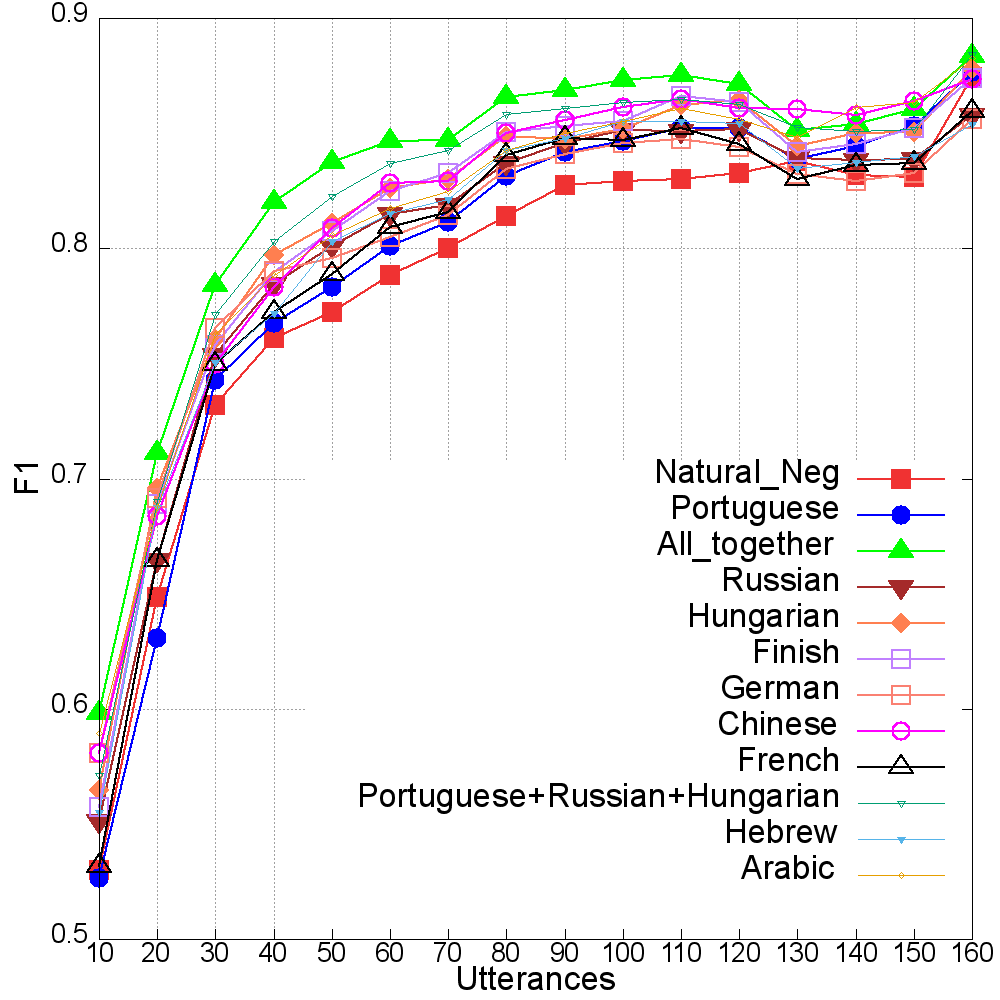 0.9
0.8
0.7
0.6
0.5
F1
Natural_Neg
Portuguese
All_together
Russian
Hungarian
Finish
German
Chinese
French
Portuguese+Russian+Hungarian
Hebrew
Arabic
10 20 30 40 50 60 70 80 90 100 110 120 130 140 150 160
Utterances